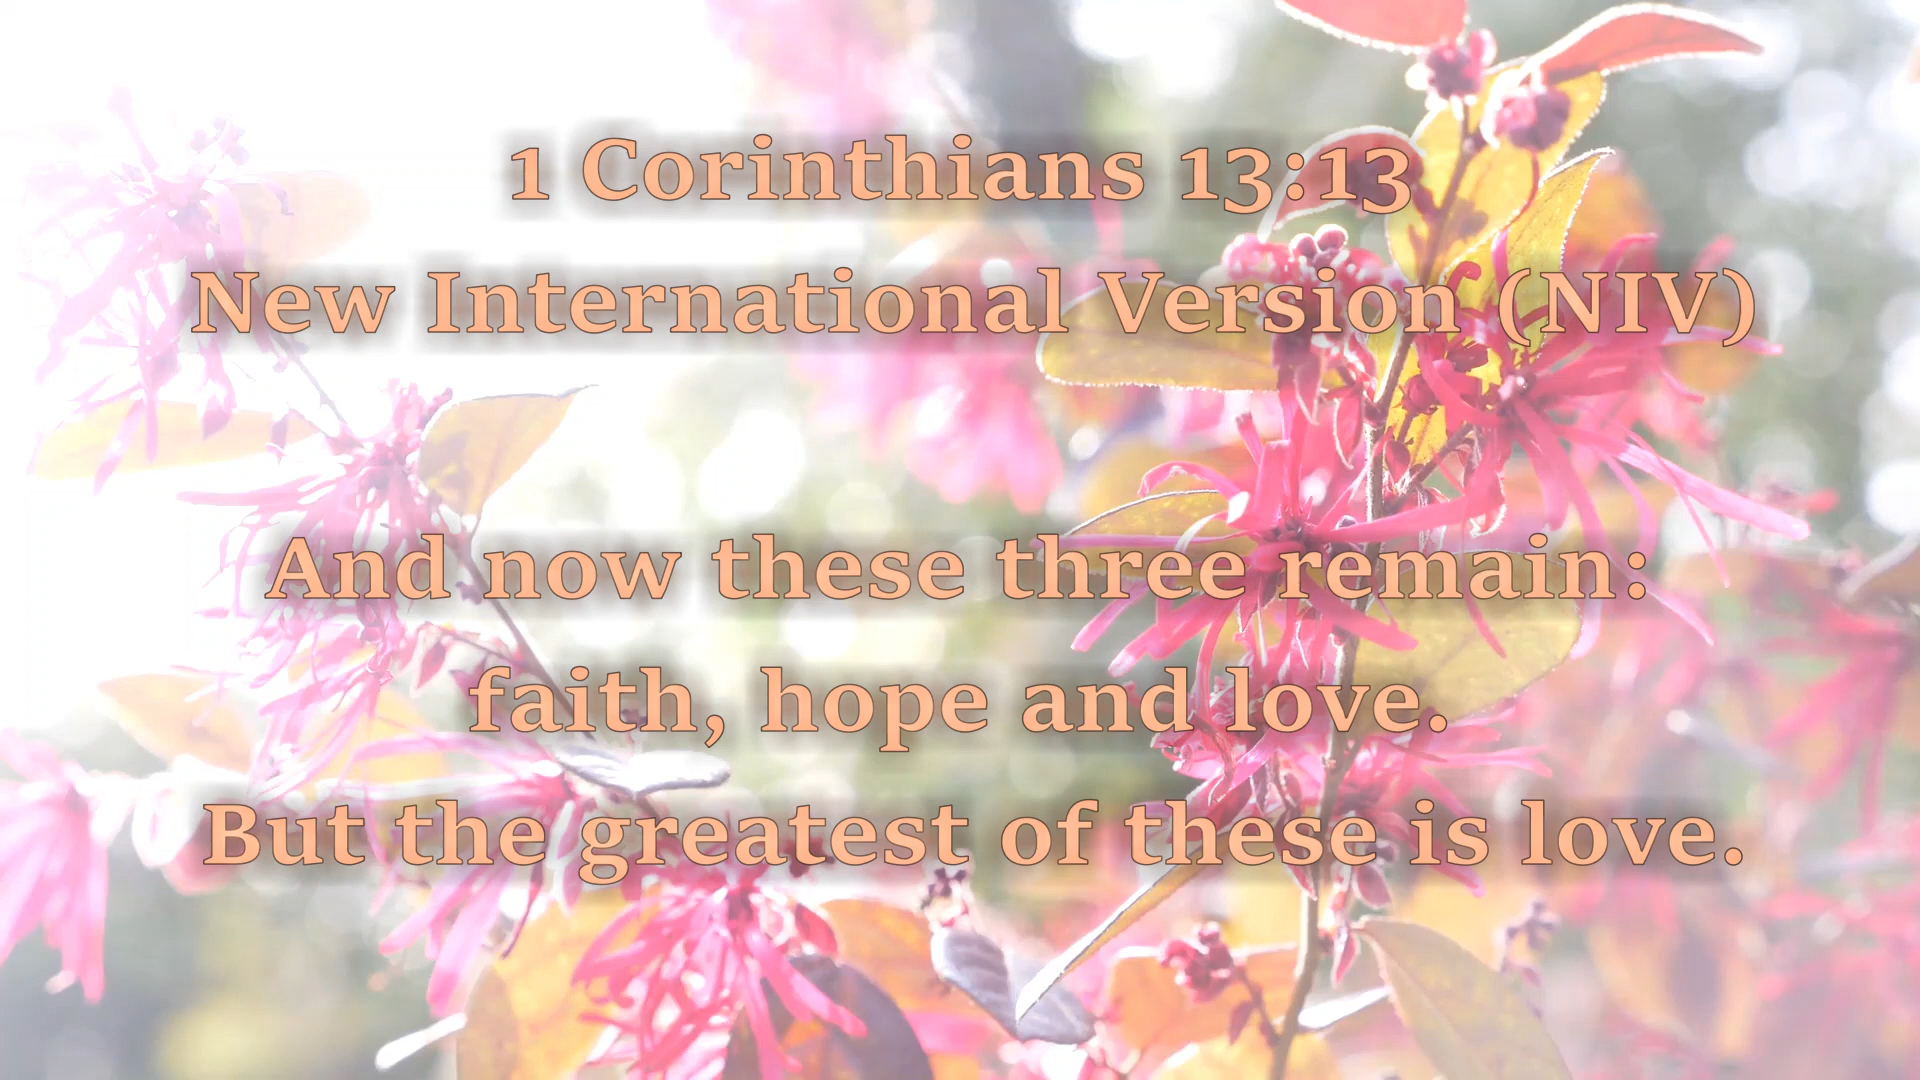 1 Corinthians 13:13
New International Version (NIV)
And now these three remain:
faith, hope and love.
But the greatest of these is love.